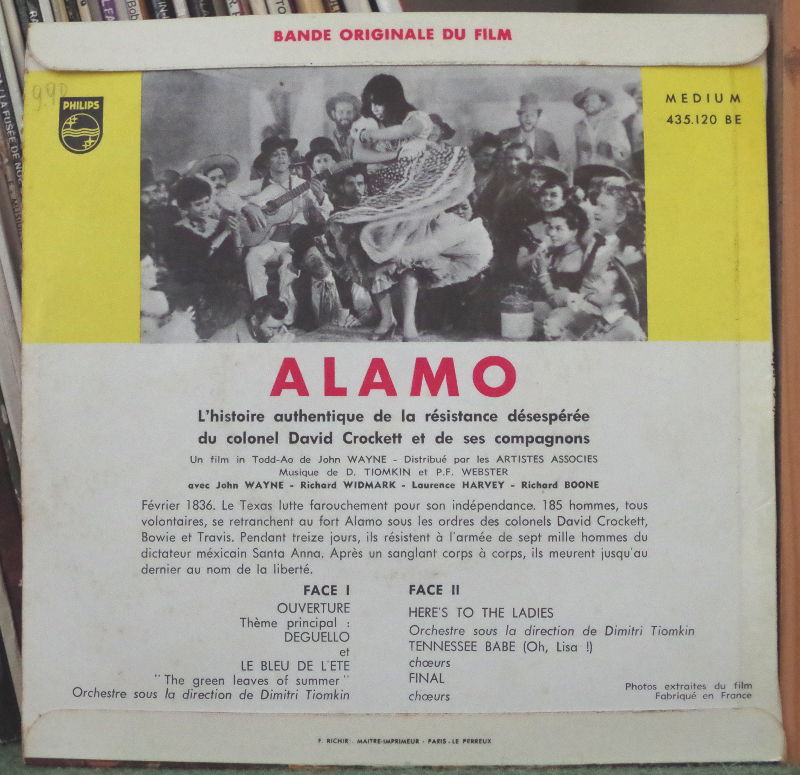 BANDE ORIGINALE DU FILM
9.90
PHILIPS
MEDIUM
435.120 BE
ALAMO
L'histoire authentique de la résistance désespérée
du colonel David Crockett et de ses compagnons
Un film in Todd-Ao de John WAYNE - Distribué par les ARTISTES ASSOCIES
Musique de D. TIOMKIN et P.F. WEBSTER
avec John WAYNE - Richard WIDMARK - Laurence HARVEY - Richard BOONE
Février 1836. Le Texas lutte farouchement pour son indépendance. 185 hommes, tous
volontaires, se retranchent au fort Alamo sous les ordres des colonels David Crockett,
Bowie et Travis. Pendant treize jours, ils résistent à l'armée de sept mille hommes du
dictateur méxicain Santa Anna. Après un sanglant corps à corps, ils meurent jusqu'au
dernier au nom de la liberté.
FACE I
OUVERTURE
Thème principal :
DEGUELLO
et
LE BLEU DE L'ETE
"The green leaves of summer"
Orchestre sous la direction de Dimitri Tiomkin
FACE II
HERE'S TO THE LADIES
Orchestre sous la direction de Dimitri Tiomkin
TENNESSEE BABE (Oh, Lisa !)
chœurs
FINAL
chœurs
Photos extraites du film
Fabriqué en France
F. RICHIR - MAITRE-IMPRIMEUR - PARIS - LE PERREUX